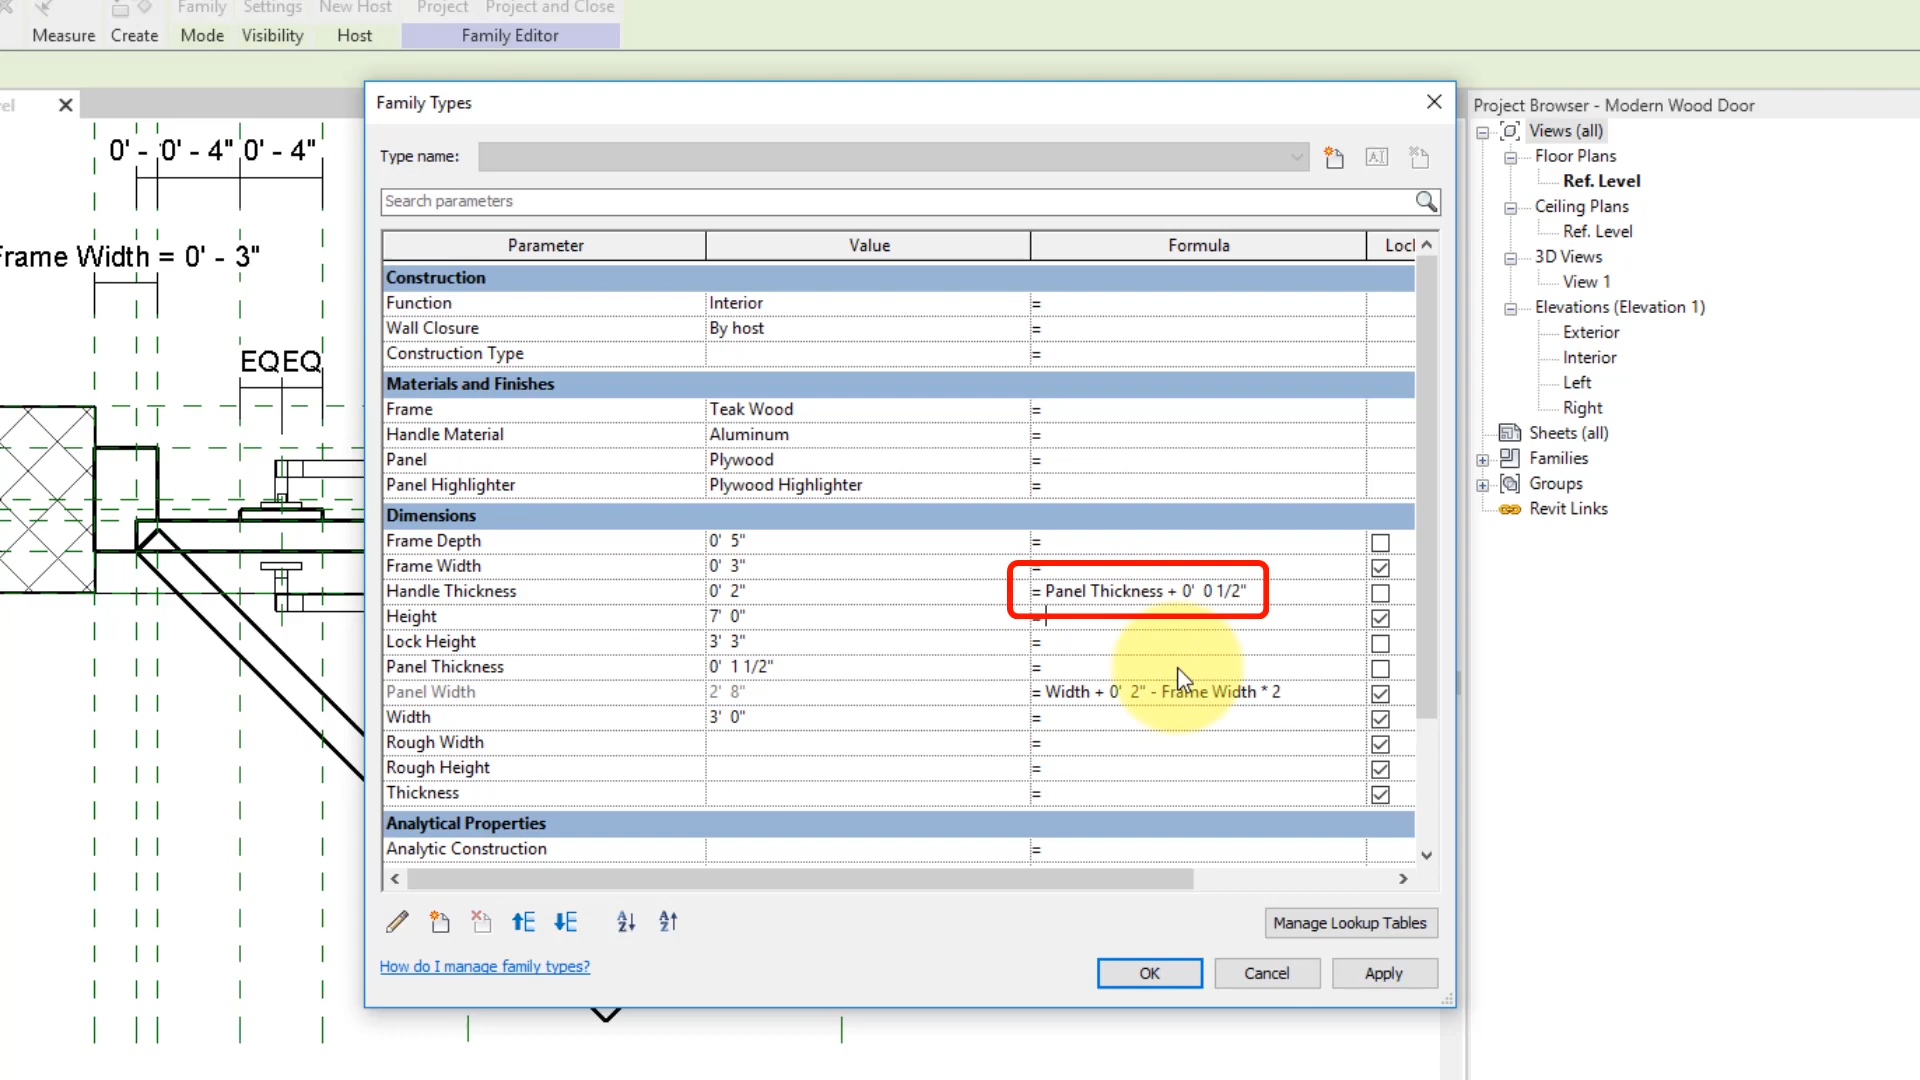 Family Settings New Host Project Project and Close
Measure Create Mode Visibility Host Family Editor
0' - 0' - 4" 0' - 4"
Frame Width = 0' - 3"
EQEQ
Family Types
Type name:
Search parameters
Parameter Value Formula Lock
Construction
Function Interior =
Wall Closure By host =
Construction Type =
Materials and Finishes
Frame Teak Wood =
Handle Material Aluminum =
Panel Plywood =
Panel Highlighter Plywood Highlighter =
Dimensions
Frame Depth 0' 5" =
Frame Width 0' 3" =
Handle Thickness 0' 2" = Panel Thickness + 0' 0 1/2"
Height 7' 0" =
Lock Height 3' 3" =
Panel Thickness 0' 1 1/2" =
Panel Width 2' 8" = Width + 0' 2" - Frame Width * 2
Width 3' 0" =
Rough Width =
Rough Height =
Thickness =
Analytical Properties
Analytic Construction =
Manage Lookup Tables
How do I manage family types?
OK Cancel Apply
Project Browser - Modern Wood Door
Views (all)
Floor Plans
Ref. Level
Ceiling Plans
Ref. Level
3D Views
View 1
Elevations (Elevation 1)
Exterior
Interior
Left
Right
Sheets (all)
Families
Groups
Revit Links